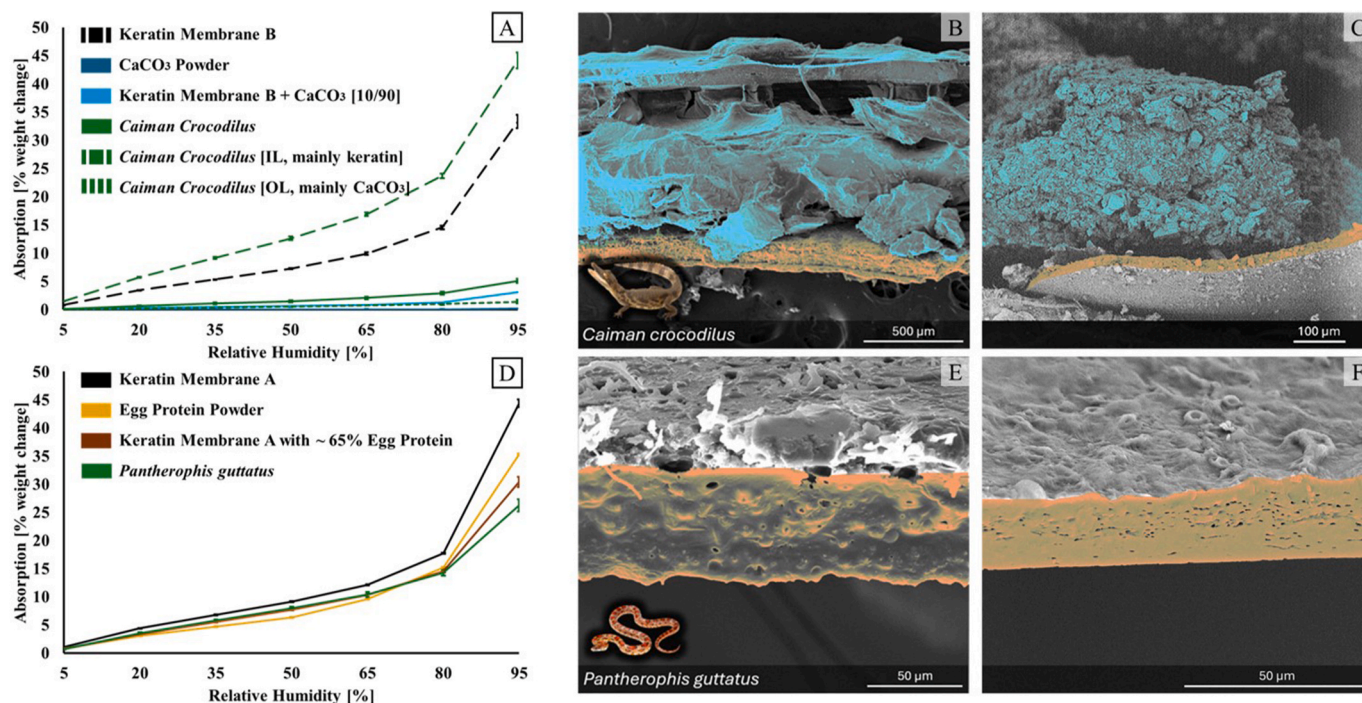 A
50
45
40
35
30
25
20
15
10
5
0
Absorption [% weight change]
Keratin Membrane B
CaCO₃ Powder
Keratin Membrane B + CaCO₃ [10/90]
Caiman Crocodilus
Caiman Crocodilus [IL, mainly keratin]
Caiman Crocodilus [OL, mainly CaCO₃]
5 20 35 50 65 80 95
Relative Humidity [%]
B
Caiman crocodilus
500 µm
C
100 µm
D
50
45
40
35
30
25
20
15
10
5
0
Absorption [% weight change]
Keratin Membrane A
Egg Protein Powder
Keratin Membrane A with ~ 65% Egg Protein
Pantherophis guttatus
5 20 35 50 65 80 95
Relative Humidity [%]
E
Pantherophis guttatus
50 µm
F
50 µm